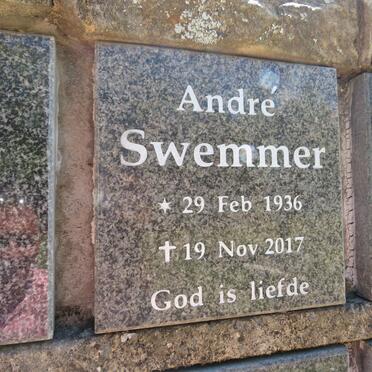 André
Swemmer
★ 29 Feb 1936
✝ 19 Nov 2017
God is liefde